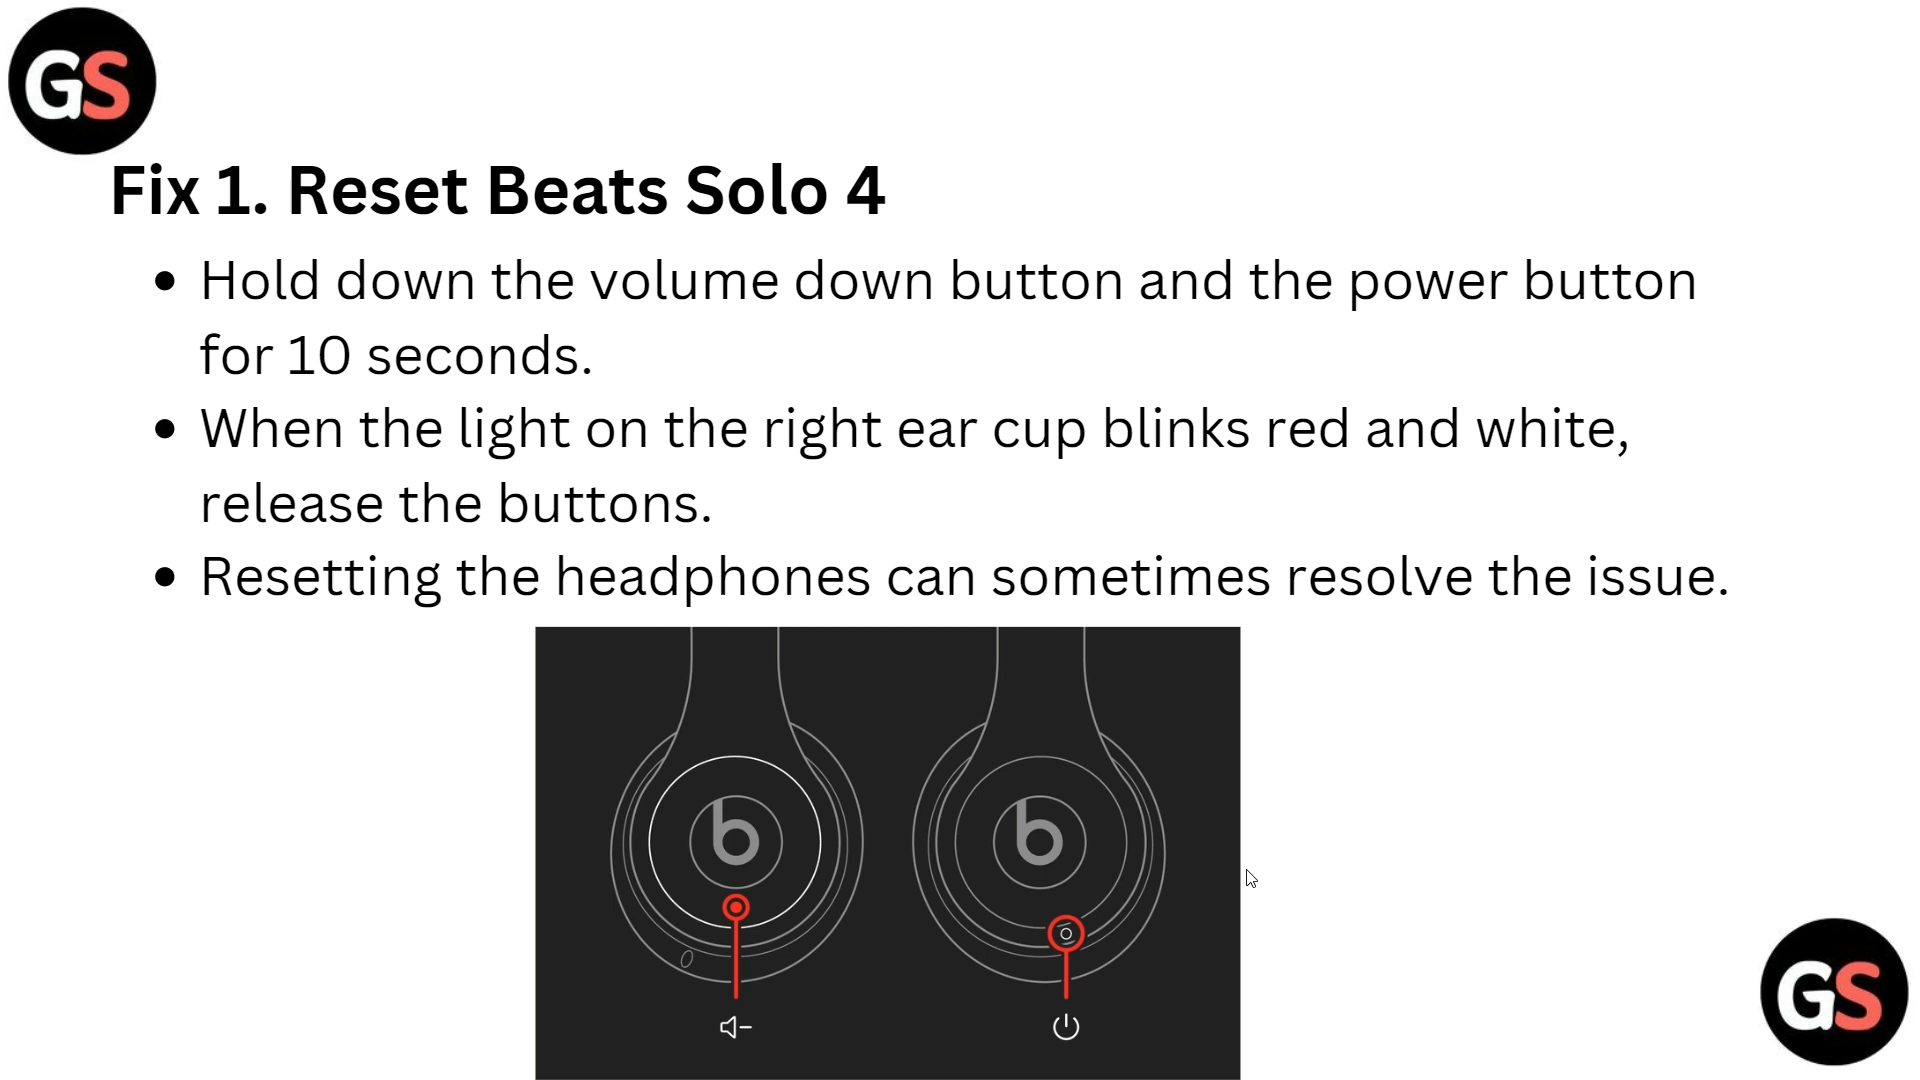 GS
Fix 1. Reset Beats Solo 4
• Hold down the volume down button and the power button
for 10 seconds.
• When the light on the right ear cup blinks red and white,
release the buttons.
• Resetting the headphones can sometimes resolve the issue.
b b
GS